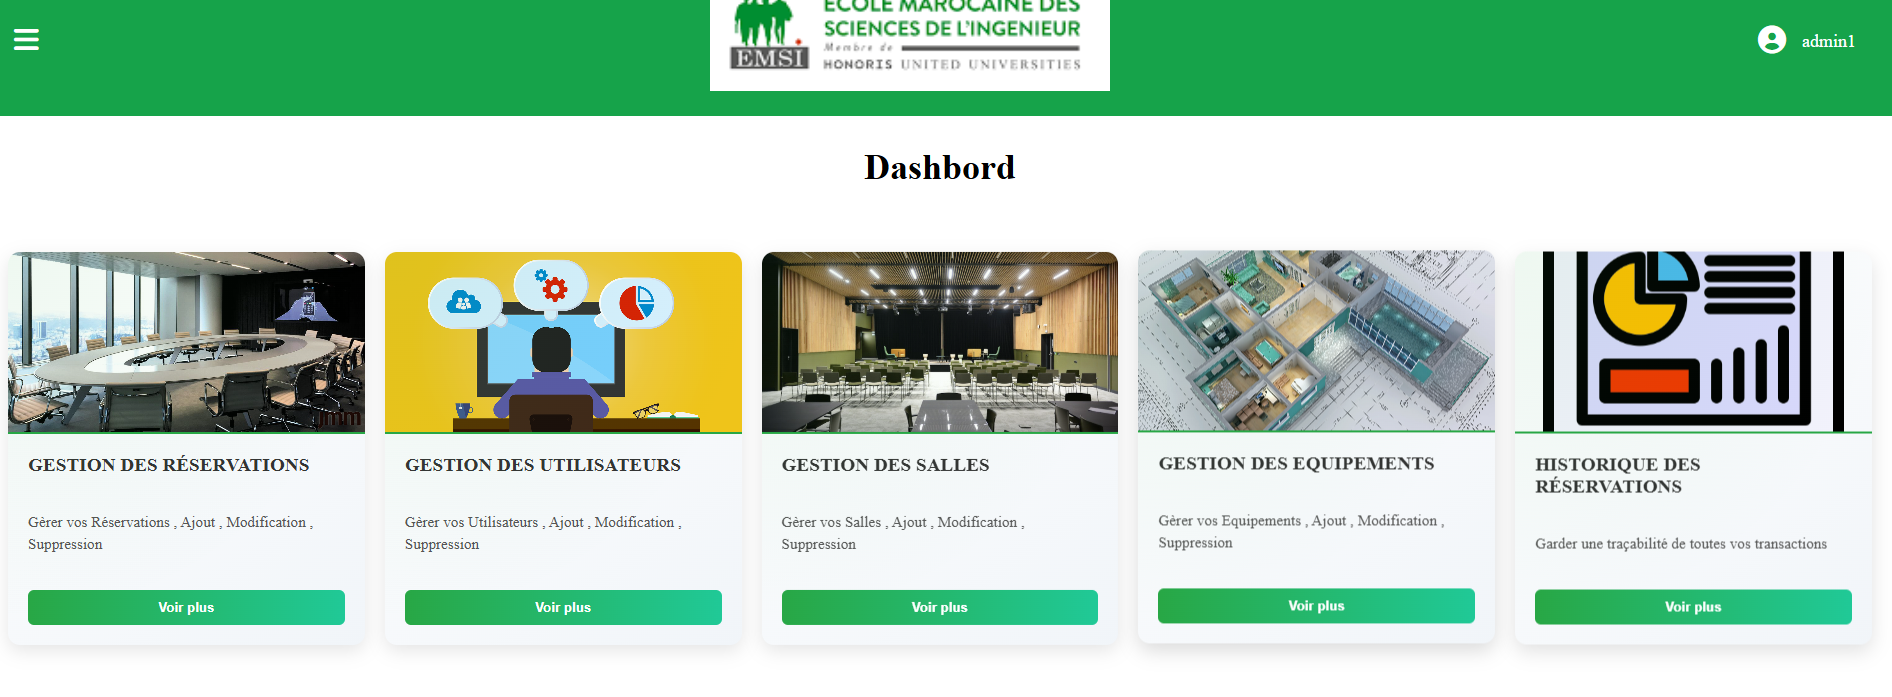 ECOLE MAROCAINE DES
SCIENCES DE L'INGENIEUR
Membre de
HONORIS UNITED UNIVERSITIES
EMSI
admin1
Dashbord
GESTION DES RÉSERVATIONS
Gèrer vos Réservations , Ajout , Modification ,
Suppression
Voir plus
GESTION DES UTILISATEURS
Gèrer vos Utilisateurs , Ajout , Modification ,
Suppression
Voir plus
GESTION DES SALLES
Gèrer vos Salles , Ajout , Modification ,
Suppression
Voir plus
GESTION DES EQUIPEMENTS
Gèrer vos Equipements , Ajout , Modification ,
Suppression
Voir plus
HISTORIQUE DES
RÉSERVATIONS
Garder une traçabilité de toutes vos transactions
Voir plus